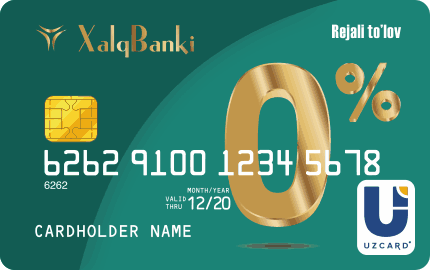 XalqBanki
Rejali to'lov
0%
6262 9100 1234 5678
6262
MONTH/YEAR
VALID THRU 12/20
CARDHOLDER NAME
UZCARD